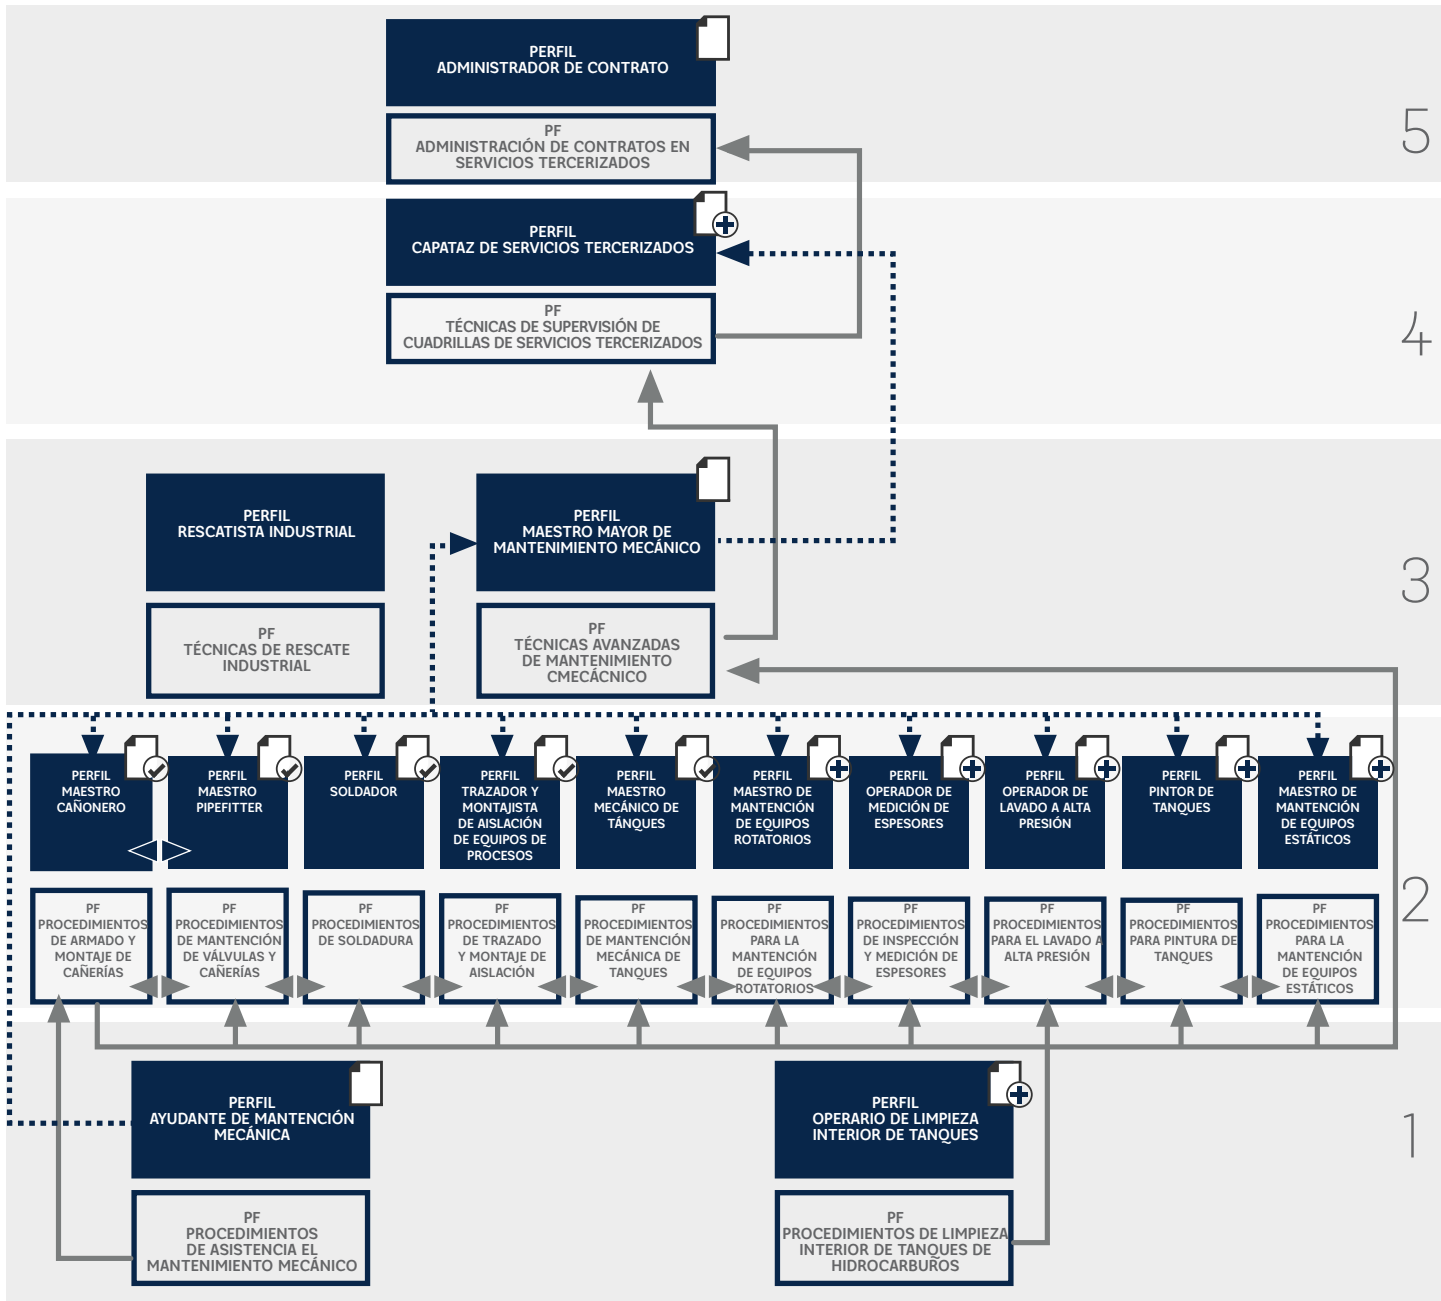 PERFIL
ADMINISTRADOR DE CONTRATO
PF
ADMINISTRACIÓN DE CONTRATOS EN
SERVICIOS TERCERIZADOS
5
PERFIL
CAPATAZ DE SERVICIOS TERCERIZADOS
PF
TÉCNICAS DE SUPERVISIÓN DE
CUADRILLAS DE SERVICIOS TERCERIZADOS
4
PERFIL
RESCATISTA INDUSTRIAL
PF
TÉCNICAS DE RESCATE
INDUSTRIAL
PERFIL
MAESTRO MAYOR DE
MANTENIMIENTO MECÁNICO
PF
TÉCNICAS AVANZADAS
DE MANTENIMIENTO
CMECÁCNICO
3
PERFIL
MAESTRO
CAÑONERO
PERFIL
MAESTRO
PIPEFITTER
PERFIL
SOLDADOR
PERFIL
TRAZADOR Y
MONTAJISTA
DE AISLACIÓN
DE EQUIPOS DE
PROCESOS
PERFIL
MAESTRO
MECÁNICO DE
TÁNQUES
PERFIL
MAESTRO DE
MANTENCIÓN
DE EQUIPOS
ROTATORIOS
PERFIL
OPERADOR DE
MEDICIÓN DE
ESPESORES
PERFIL
OPERADOR DE
LAVADO A ALTA
PRESIÓN
PERFIL
PINTOR DE
TANQUES
PERFIL
MAESTRO DE
MANTENCIÓN
DE EQUIPOS
ESTÁTICOS
PF
PROCEDIMIENTOS
DE ARMADO Y
MONTAJE DE
CAÑERÍAS
PF
PROCEDIMIENTOS
DE MANTENCIÓN
DE VÁLVULAS Y
CAÑERÍAS
PF
PROCEDIMIENTOS
DE SOLDADURA
PF
PROCEDIMIENTOS
DE TRAZADO
Y MONTAJE DE
AISLACIÓN
PF
PROCEDIMIENTOS
DE MANTENCIÓN
MECÁNICA DE
TANQUES
PF
PROCEDIMIENTOS
PARA LA
MANTENCIÓN
DE EQUIPOS
ROTATORIOS
PF
PROCEDIMIENTOS
DE INSPECCIÓN
Y MEDICIÓN DE
ESPESORES
PF
PROCEDIMIENTOS
PARA EL LAVADO A
ALTA PRESIÓN
PF
PROCEDIMIENTOS
PARA PINTURA DE
TANQUES
PF
PROCEDIMIENTOS
PARA LA
MANTENCIÓN
DE EQUIPOS
ESTÁTICOS
2
PERFIL
AYUDANTE DE MANTENCIÓN
MECÁNICA
PF
PROCEDIMIENTOS
DE ASISTENCIA EL
MANTENIMIENTO MECÁNICO
PERFIL
OPERARIO DE LIMPIEZA
INTERIOR DE TANQUES
PF
PROCEDIMIENTOS DE LIMPIEZA
INTERIOR DE TANQUES DE
HIDROCARBUROS
1